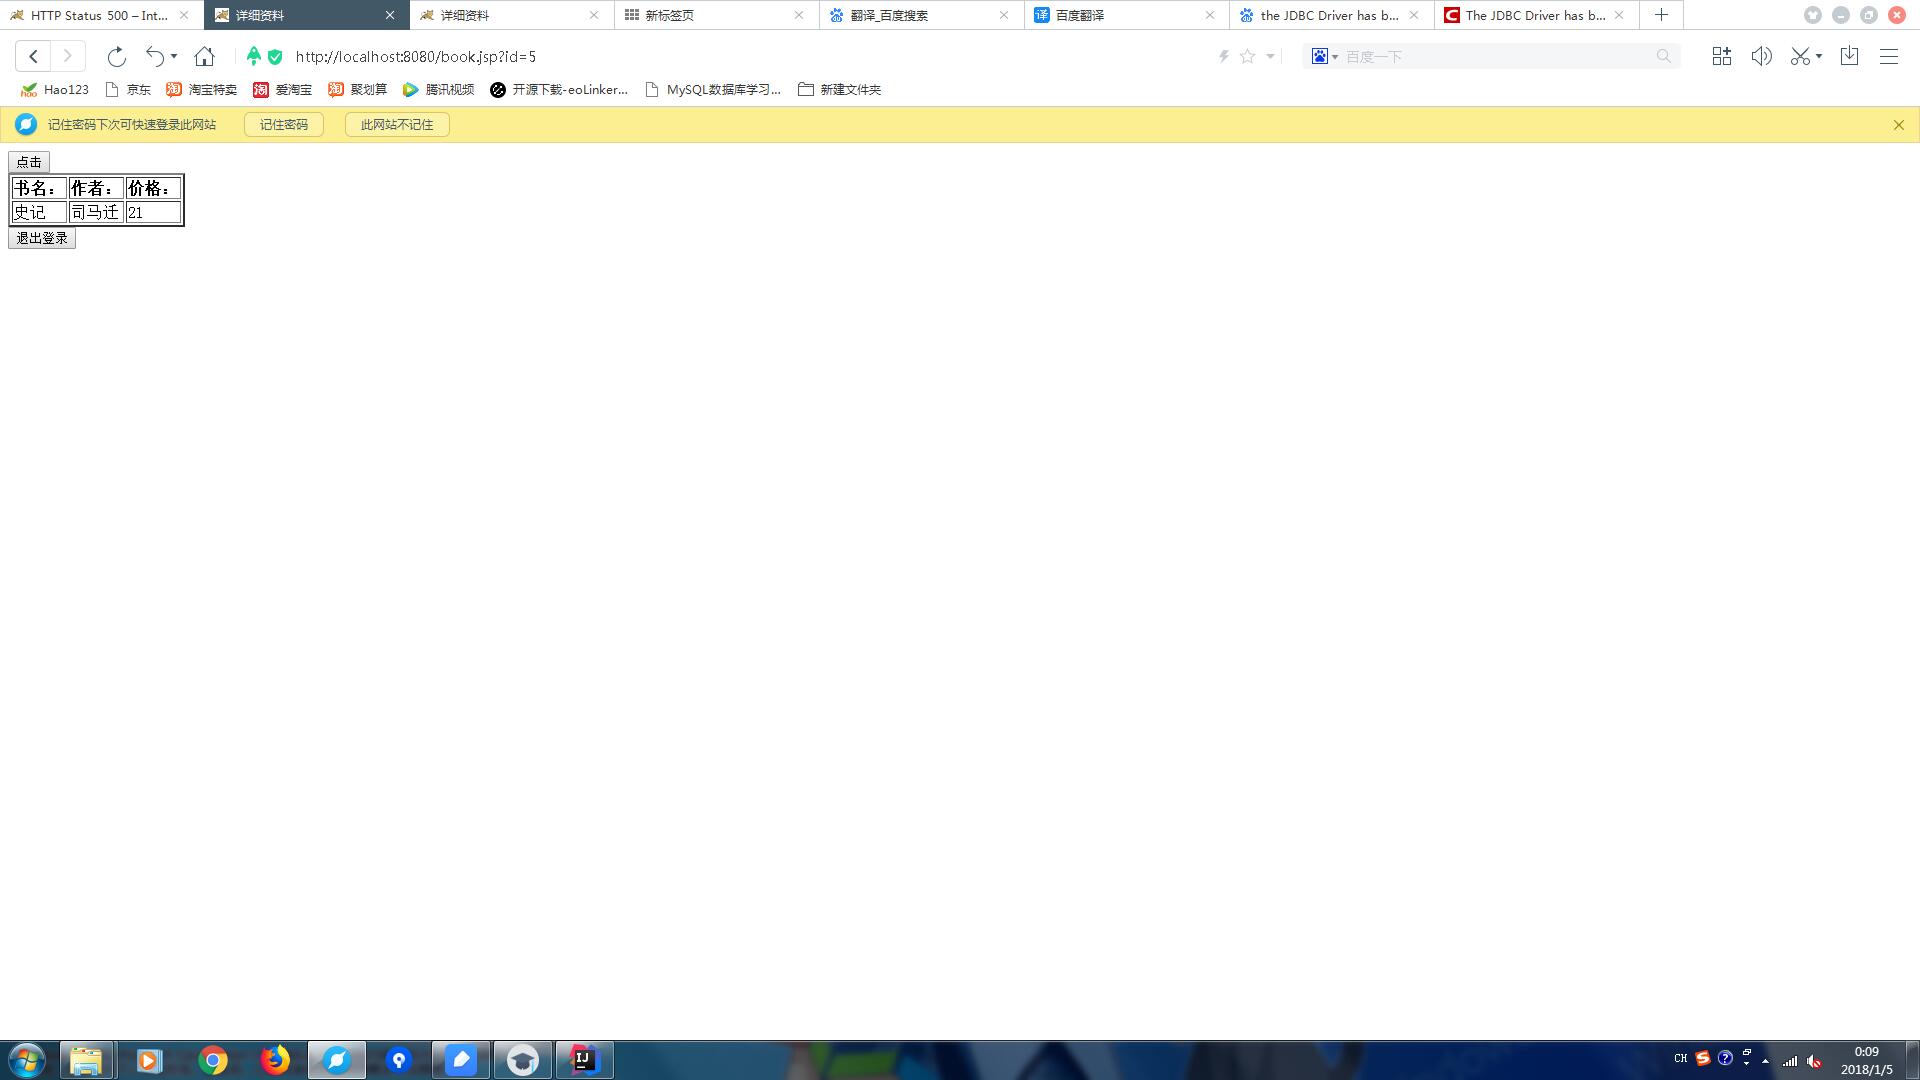 HTTP Status 500 – Int...
详细资料
详细资料
新标签页
翻译_百度搜索
百度翻译
the JDBC Driver has b...
The JDBC Driver has b...
http://localhost:8080/book.jsp?id=5
百度一下
Hao123
京东
淘宝特卖
爱淘宝
聚划算
腾讯视频
开源下载-eoLinker...
MySQL数据库学习...
新建文件夹
记住密码下次可快速登录此网站
记住密码
此网站不记住
点击
书名： 作者： 价格：
史记 司马迁 21
退出登录
CH
0:09
2018/1/5